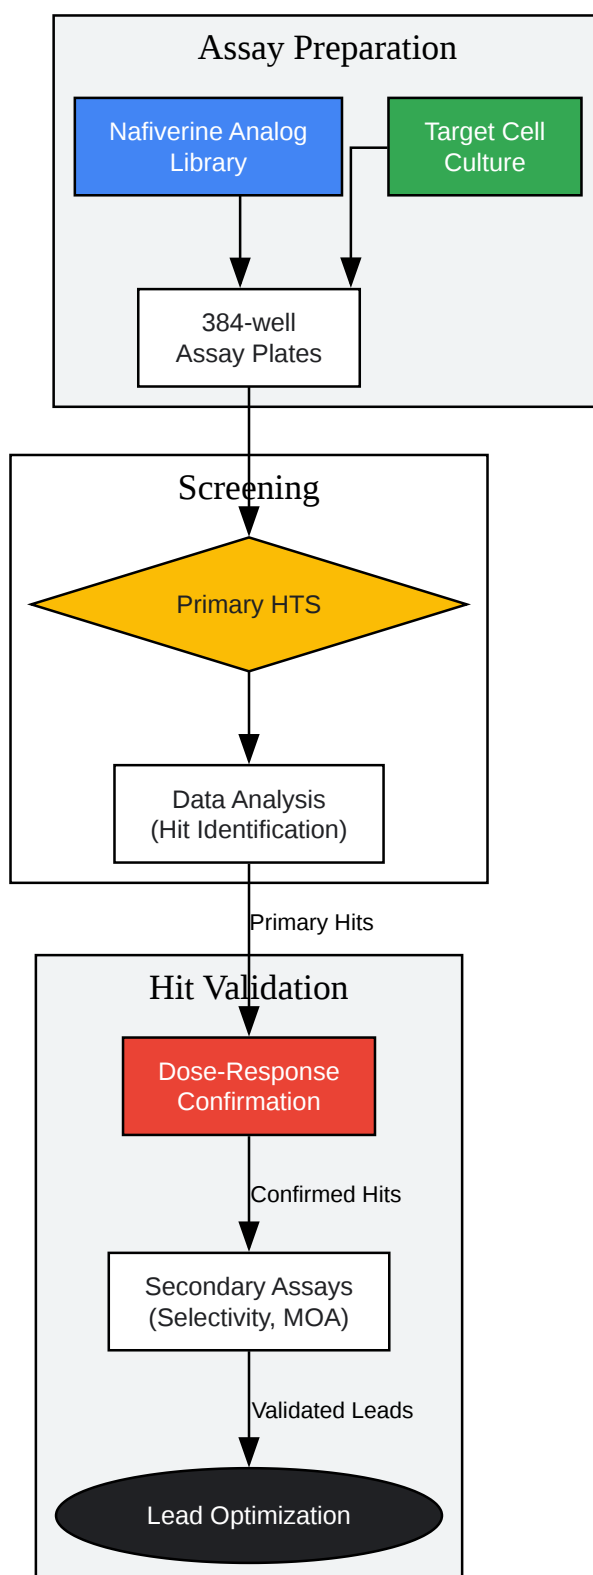 Assay Preparation
Nafiverine Analog
Library
Target Cell
Culture
384-well
Assay Plates
Screening
Primary HTS
Data Analysis
(Hit Identification)
Primary Hits
Hit Validation
Dose-Response
Confirmation
Confirmed Hits
Secondary Assays
(Selectivity, MOA)
Validated Leads
Lead Optimization